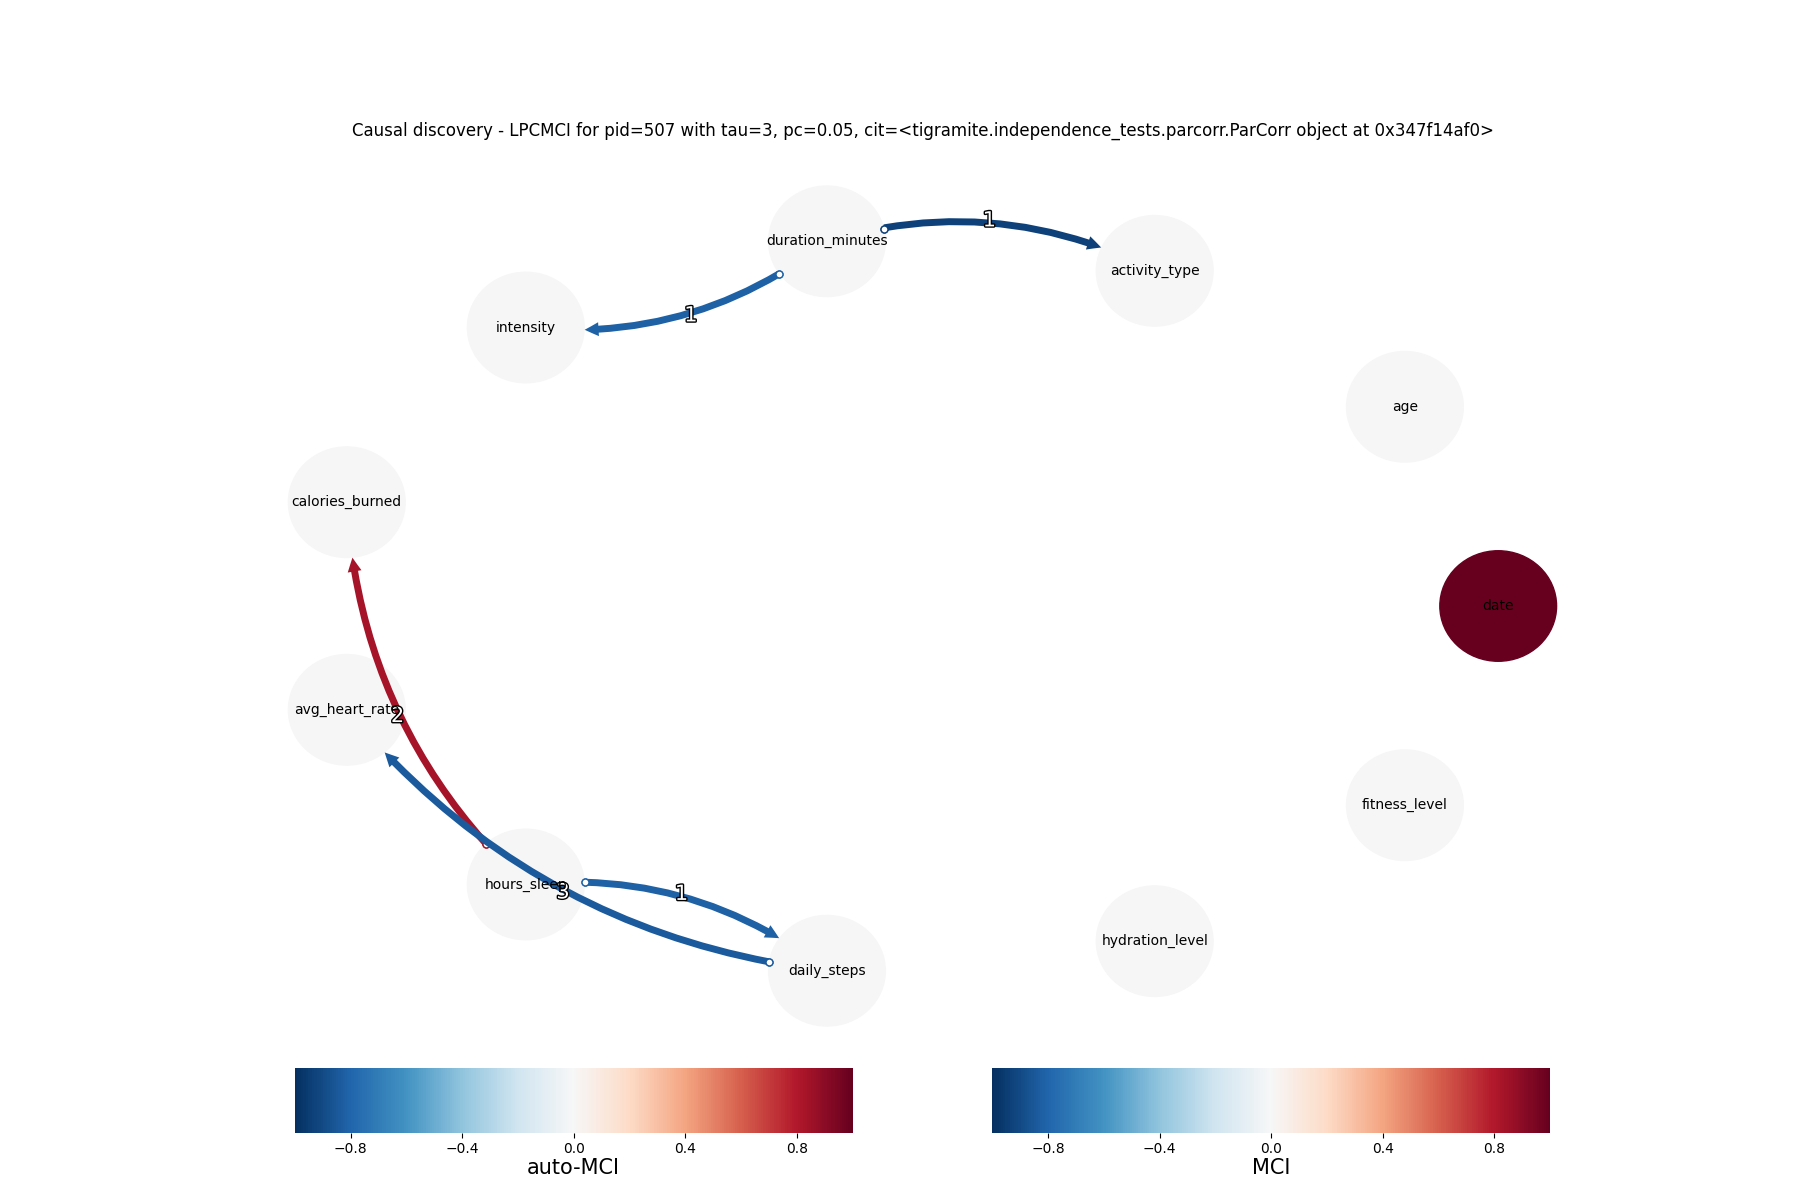 Causal discovery - LPCMCI for pid=507 with tau=3, pc=0.05, cit=<tigramite.independence_tests.parcorr.ParCorr object at 0x347f14af0>
1
duration_minutes
activity_type
1
intensity
age
calories_burned
date
avg_heart_rate
2
fitness_level
hours_sleep
3
1
hydration_level
daily_steps
−0.8 −0.4 0.0 0.4 0.8
auto-MCI
−0.8 −0.4 0.0 0.4 0.8
MCI